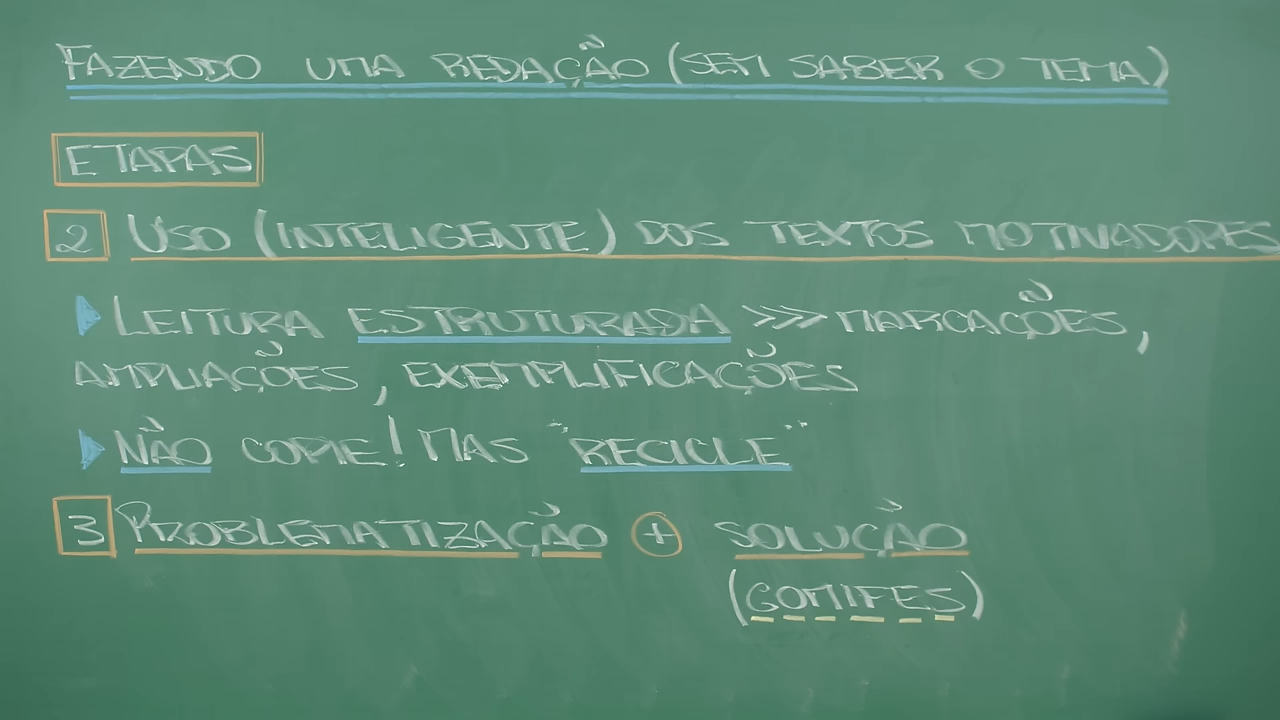 FAZENDO UMA REDAÇÃO (SEM SABER O TEMA)
ETAPAS
2 USO (INTELIGENTE) DOS TEXTOS MOTIVADORES
LEITURA ESTRUTURADA >>> MARCAÇÕES,
AMPLIAÇÕES, EXEMPLIFICAÇÕES
NÃO COPIE! MAS "RECICLE"
3 PROBLEMATIZAÇÃO + SOLUÇÃO
(GOMIFES)